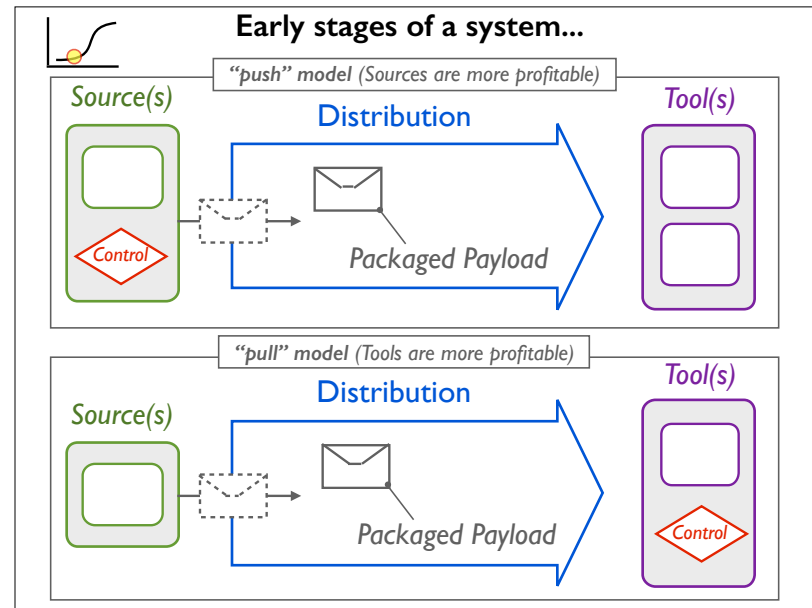 Early stages of a system...
“push” model (Sources are more profitable)
Source(s)
Distribution
Tool(s)
Control
Packaged Payload
“pull” model (Tools are more profitable)
Source(s)
Distribution
Tool(s)
Packaged Payload
Control